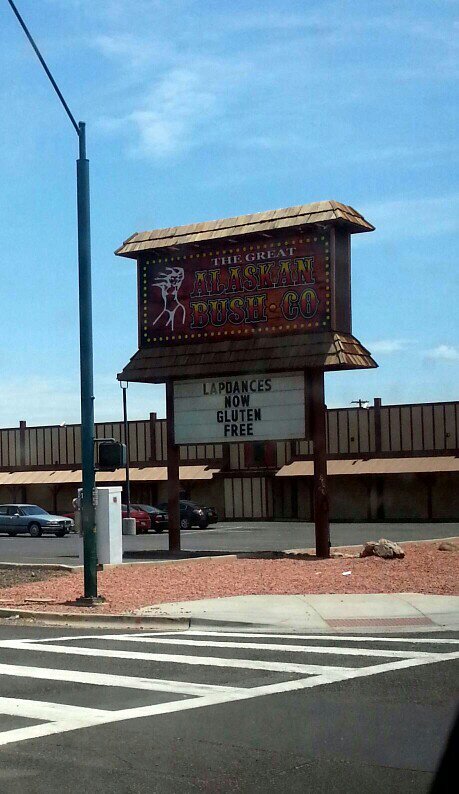 THE GREAT
ALASKAN
BUSH·CO
LAPDANCES
NOW
GLUTEN
FREE